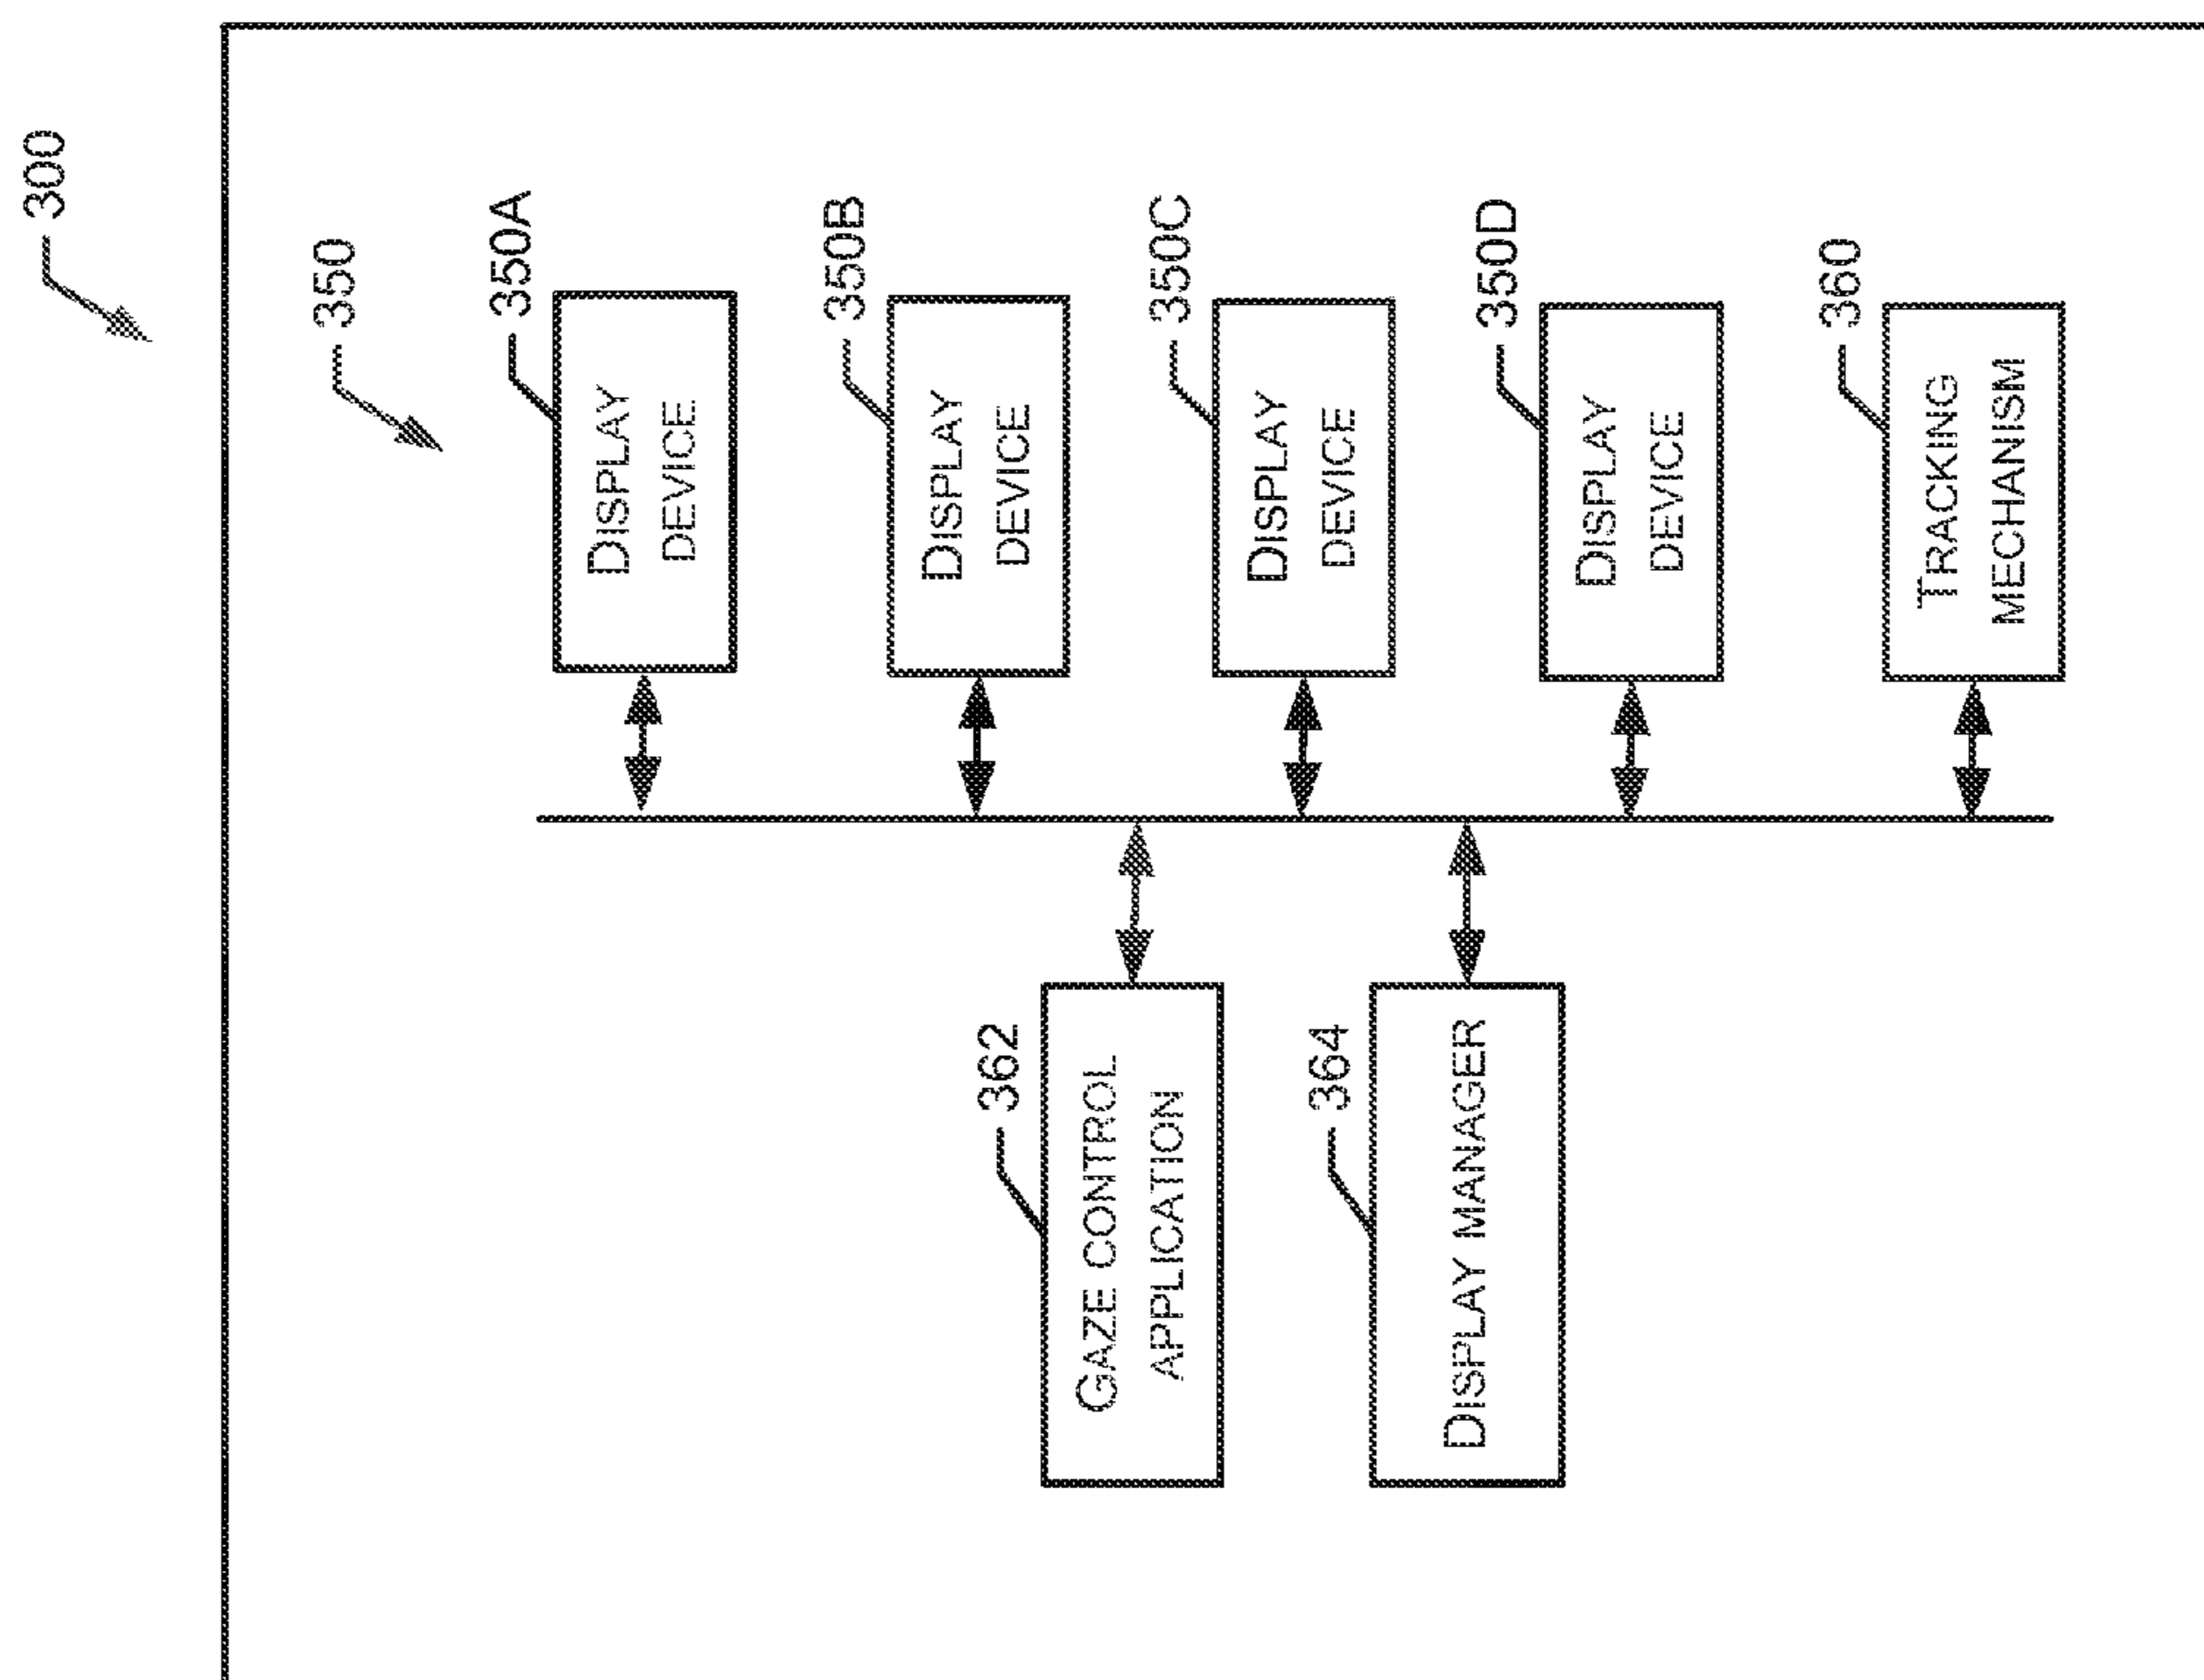 300
350
350A
DISPLAY
DEVICE
350B
DISPLAY
DEVICE
350C
DISPLAY
DEVICE
350D
DISPLAY
DEVICE
360
TRACKING
MECHANISM
362
GAZE CONTROL
APPLICATION
364
DISPLAY MANAGER